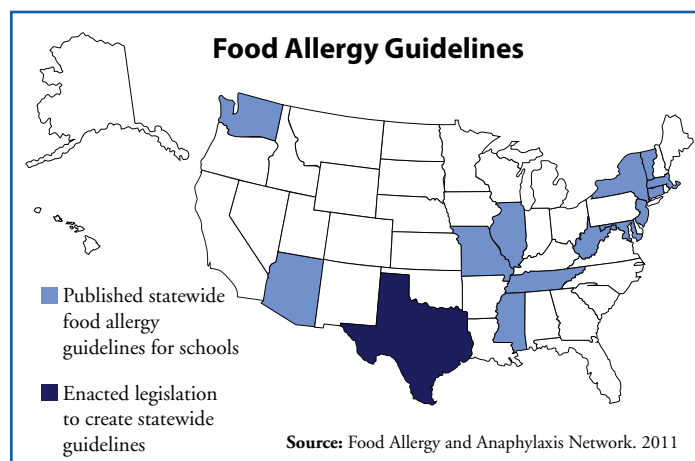 Food Allergy Guidelines
Published statewide
food allergy
guidelines for schools
Enacted legislation
to create statewide
guidelines
Source: Food Allergy and Anaphylaxis Network. 2011